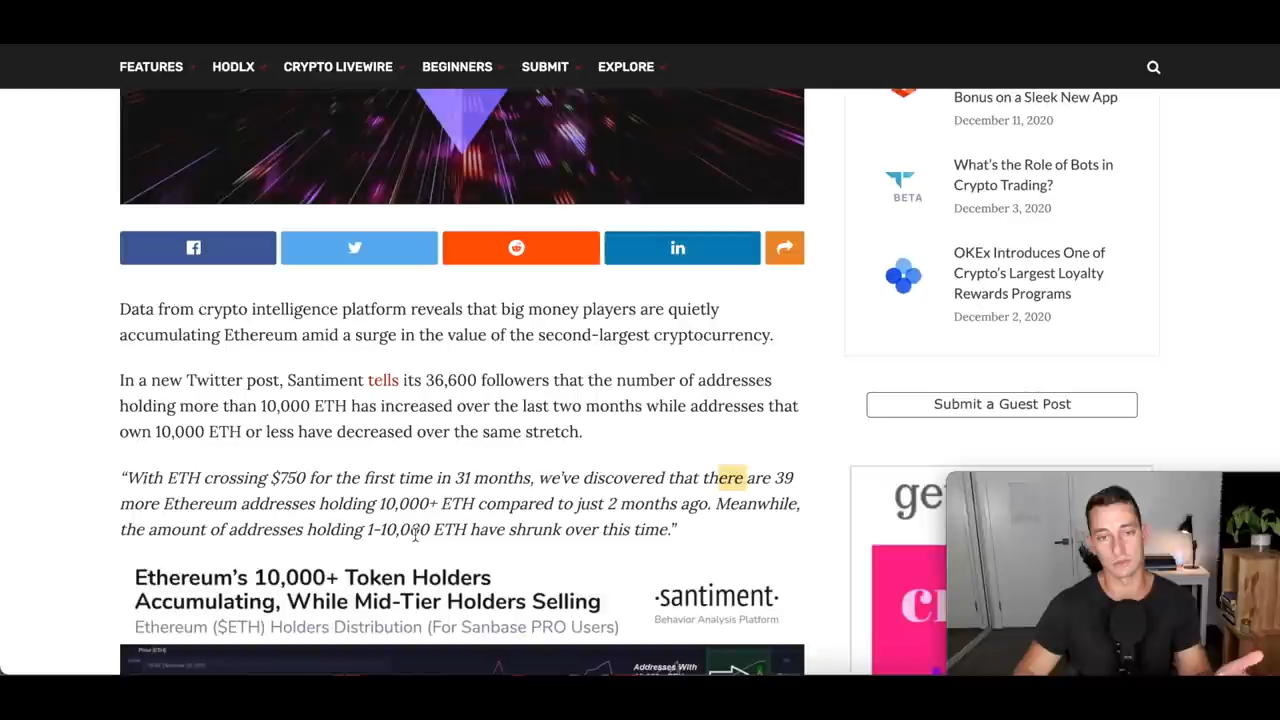 FEATURES HODLX CRYPTO LIVEWIRE BEGINNERS SUBMIT EXPLORE
Data from crypto intelligence platform reveals that big money players are quietly
accumulating Ethereum amid a surge in the value of the second-largest cryptocurrency.
In a new Twitter post, Santiment tells its 36,600 followers that the number of addresses
holding more than 10,000 ETH has increased over the last two months while addresses that
own 10,000 ETH or less have decreased over the same stretch.
“With ETH crossing $750 for the first time in 31 months, we’ve discovered that there are 39
more Ethereum addresses holding 10,000+ ETH compared to just 2 months ago. Meanwhile,
the amount of addresses holding 1-10,000 ETH have shrunk over this time.”
Ethereum’s 10,000+ Token Holders
Accumulating, While Mid-Tier Holders Selling
Ethereum ($ETH) Holders Distribution (For Sanbase PRO Users)
·santiment·
Behavior Analysis Platform
Price (ETH)
Addresses With
Bonus on a Sleek New App
December 11, 2020
BETA
What’s the Role of Bots in
Crypto Trading?
December 3, 2020
OKEx Introduces One of
Crypto’s Largest Loyalty
Rewards Programs
December 2, 2020
Submit a Guest Post